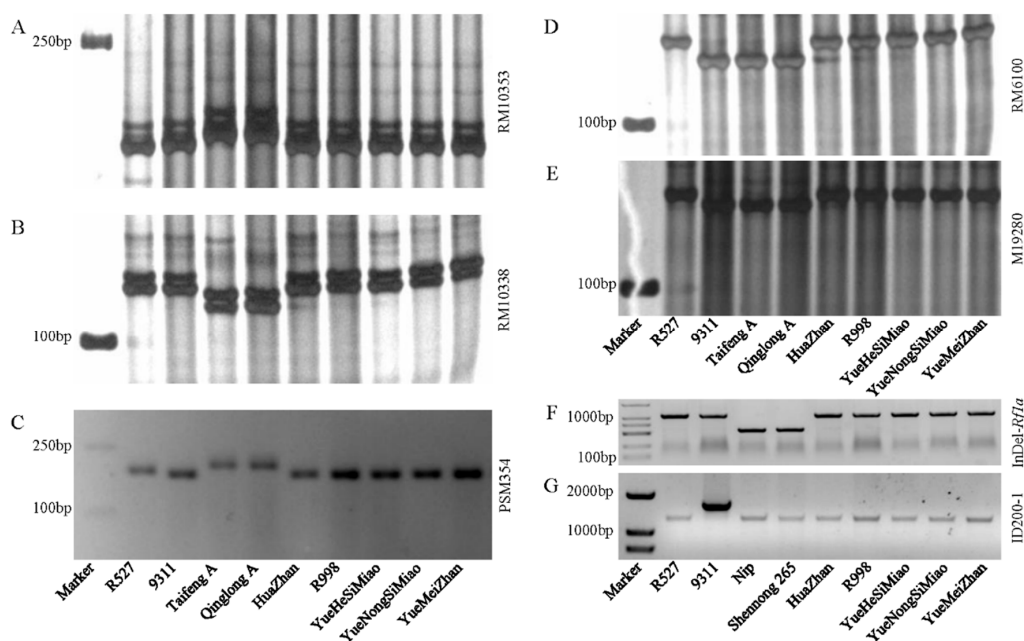 A
250bp
RM10353
B
100bp
RM10338
C
250bp
100bp
PSM354
Marker
R527
9311
Taifeng A
Qinglong A
HuaZhan
R998
YueHeSiMiao
YueNongSiMiao
YueMeiZhan
D
100bp
RM6100
E
100bp
M19280
Marker
R527
9311
Taifeng A
Qinglong A
HuaZhan
R998
YueHeSiMiao
YueNongSiMiao
YueMeiZhan
F
1000bp
100bp
InDel-Rf1a
G
2000bp
1000bp
ID200-1
Marker
R527
9311
Nip
Shennong 265
HuaZhan
R998
YueHeSiMiao
YueNongSiMiao
YueMeiZhan